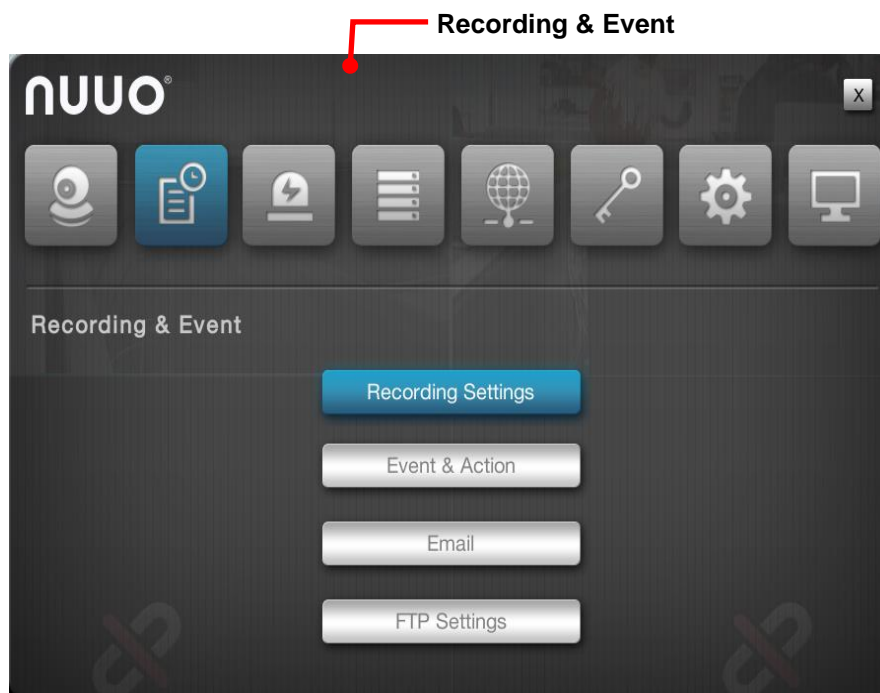 Recording & Event
nuuo®
X
Recording & Event
Recording Settings
Event & Action
Email
FTP Settings